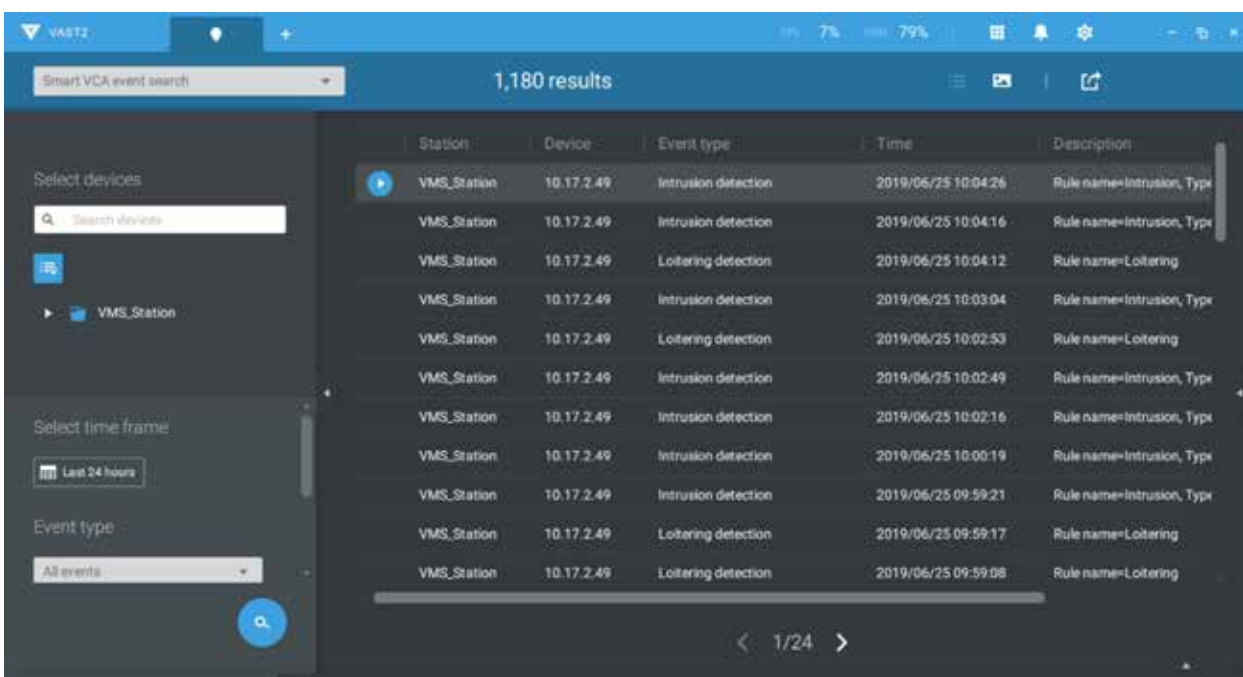 VAST2
7% 79%
Smart VCA event search
1,180 results
Station Device Event type Time Description
Select devices
Search devices
VMS_Station
VMS_Station 10.17.2.49 Intrusion detection 2019/06/25 10:04:26 Rule name=Intrusion, Type
VMS_Station 10.17.2.49 Intrusion detection 2019/06/25 10:04:16 Rule name=Intrusion, Type
VMS_Station 10.17.2.49 Loitering detection 2019/06/25 10:04:12 Rule name=Loitering
VMS_Station 10.17.2.49 Intrusion detection 2019/06/25 10:03:04 Rule name=Intrusion, Type
VMS_Station 10.17.2.49 Loitering detection 2019/06/25 10:02:53 Rule name=Loitering
VMS_Station 10.17.2.49 Intrusion detection 2019/06/25 10:02:49 Rule name=Intrusion, Type
VMS_Station 10.17.2.49 Intrusion detection 2019/06/25 10:02:16 Rule name=Intrusion, Type
VMS_Station 10.17.2.49 Intrusion detection 2019/06/25 10:00:19 Rule name=Intrusion, Type
VMS_Station 10.17.2.49 Intrusion detection 2019/06/25 09:59:21 Rule name=Intrusion, Type
VMS_Station 10.17.2.49 Loitering detection 2019/06/25 09:59:17 Rule name=Loitering
VMS_Station 10.17.2.49 Loitering detection 2019/06/25 09:59:08 Rule name=Loitering
Select time frame
Last 24 hours
Event type
All events
1/24